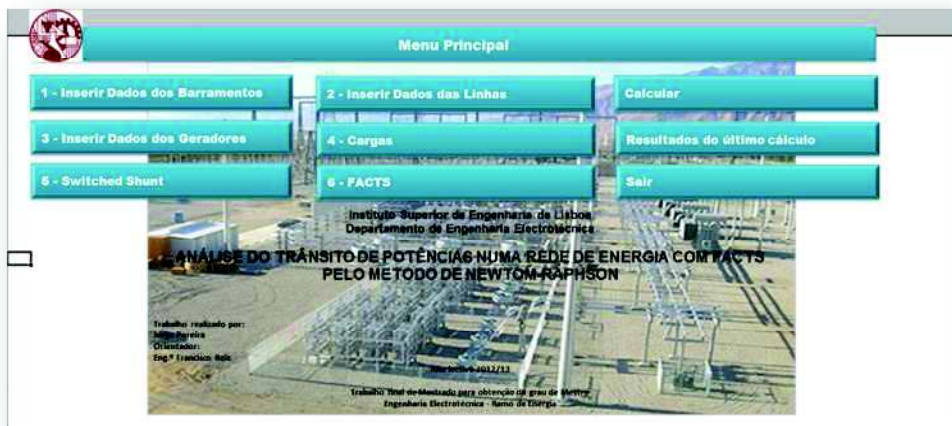 Menu Principal
1 - Inserir Dados dos Barramentos
2 - Inserir Dados das Linhas
Calcular
3 - Inserir Dados dos Geradores
4 - Cargas
Resultados do último cálculo
5 - Switched Shunt
6 - FACTS
Sair
Instituto Superior de Engenharia de Lisboa
Departamento de Engenharia Electrotécnica
ANÁLISE DO TRÂNSITO DE POTÊNCIAS NUMA REDE DE ENERGIA COM FACTS
PELO METODO DE NEWTOM-RAPHSON
Trabalho realizado por:
Pereira
Orientador:
Eng.º Francisco Reis
2012/13
Trabalho final de Mestrado para obtenção do grau de Mestre
Engenharia Electrotécnica - Ramo de Energia